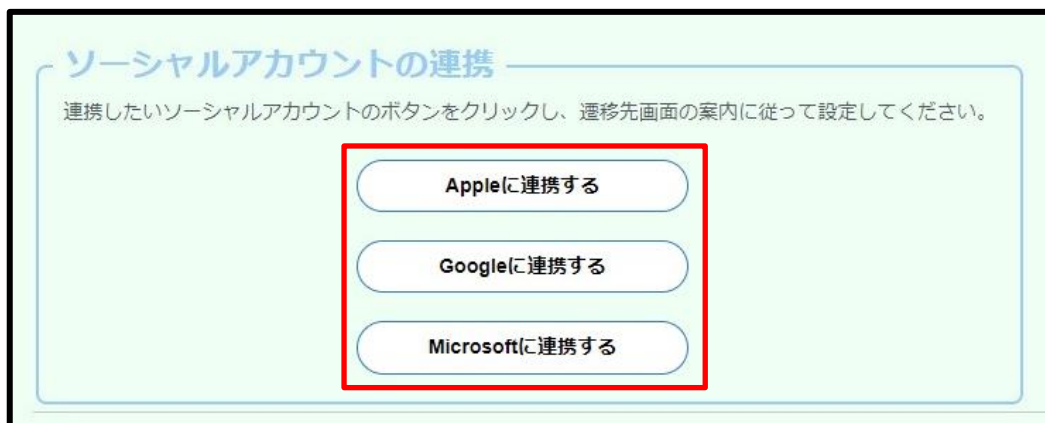 ソーシャルアカウントの連携
連携したいソーシャルアカウントのボタンをクリックし、遷移先画面の案内に従って設定してください。
Appleに連携する
Googleに連携する
Microsoftに連携する